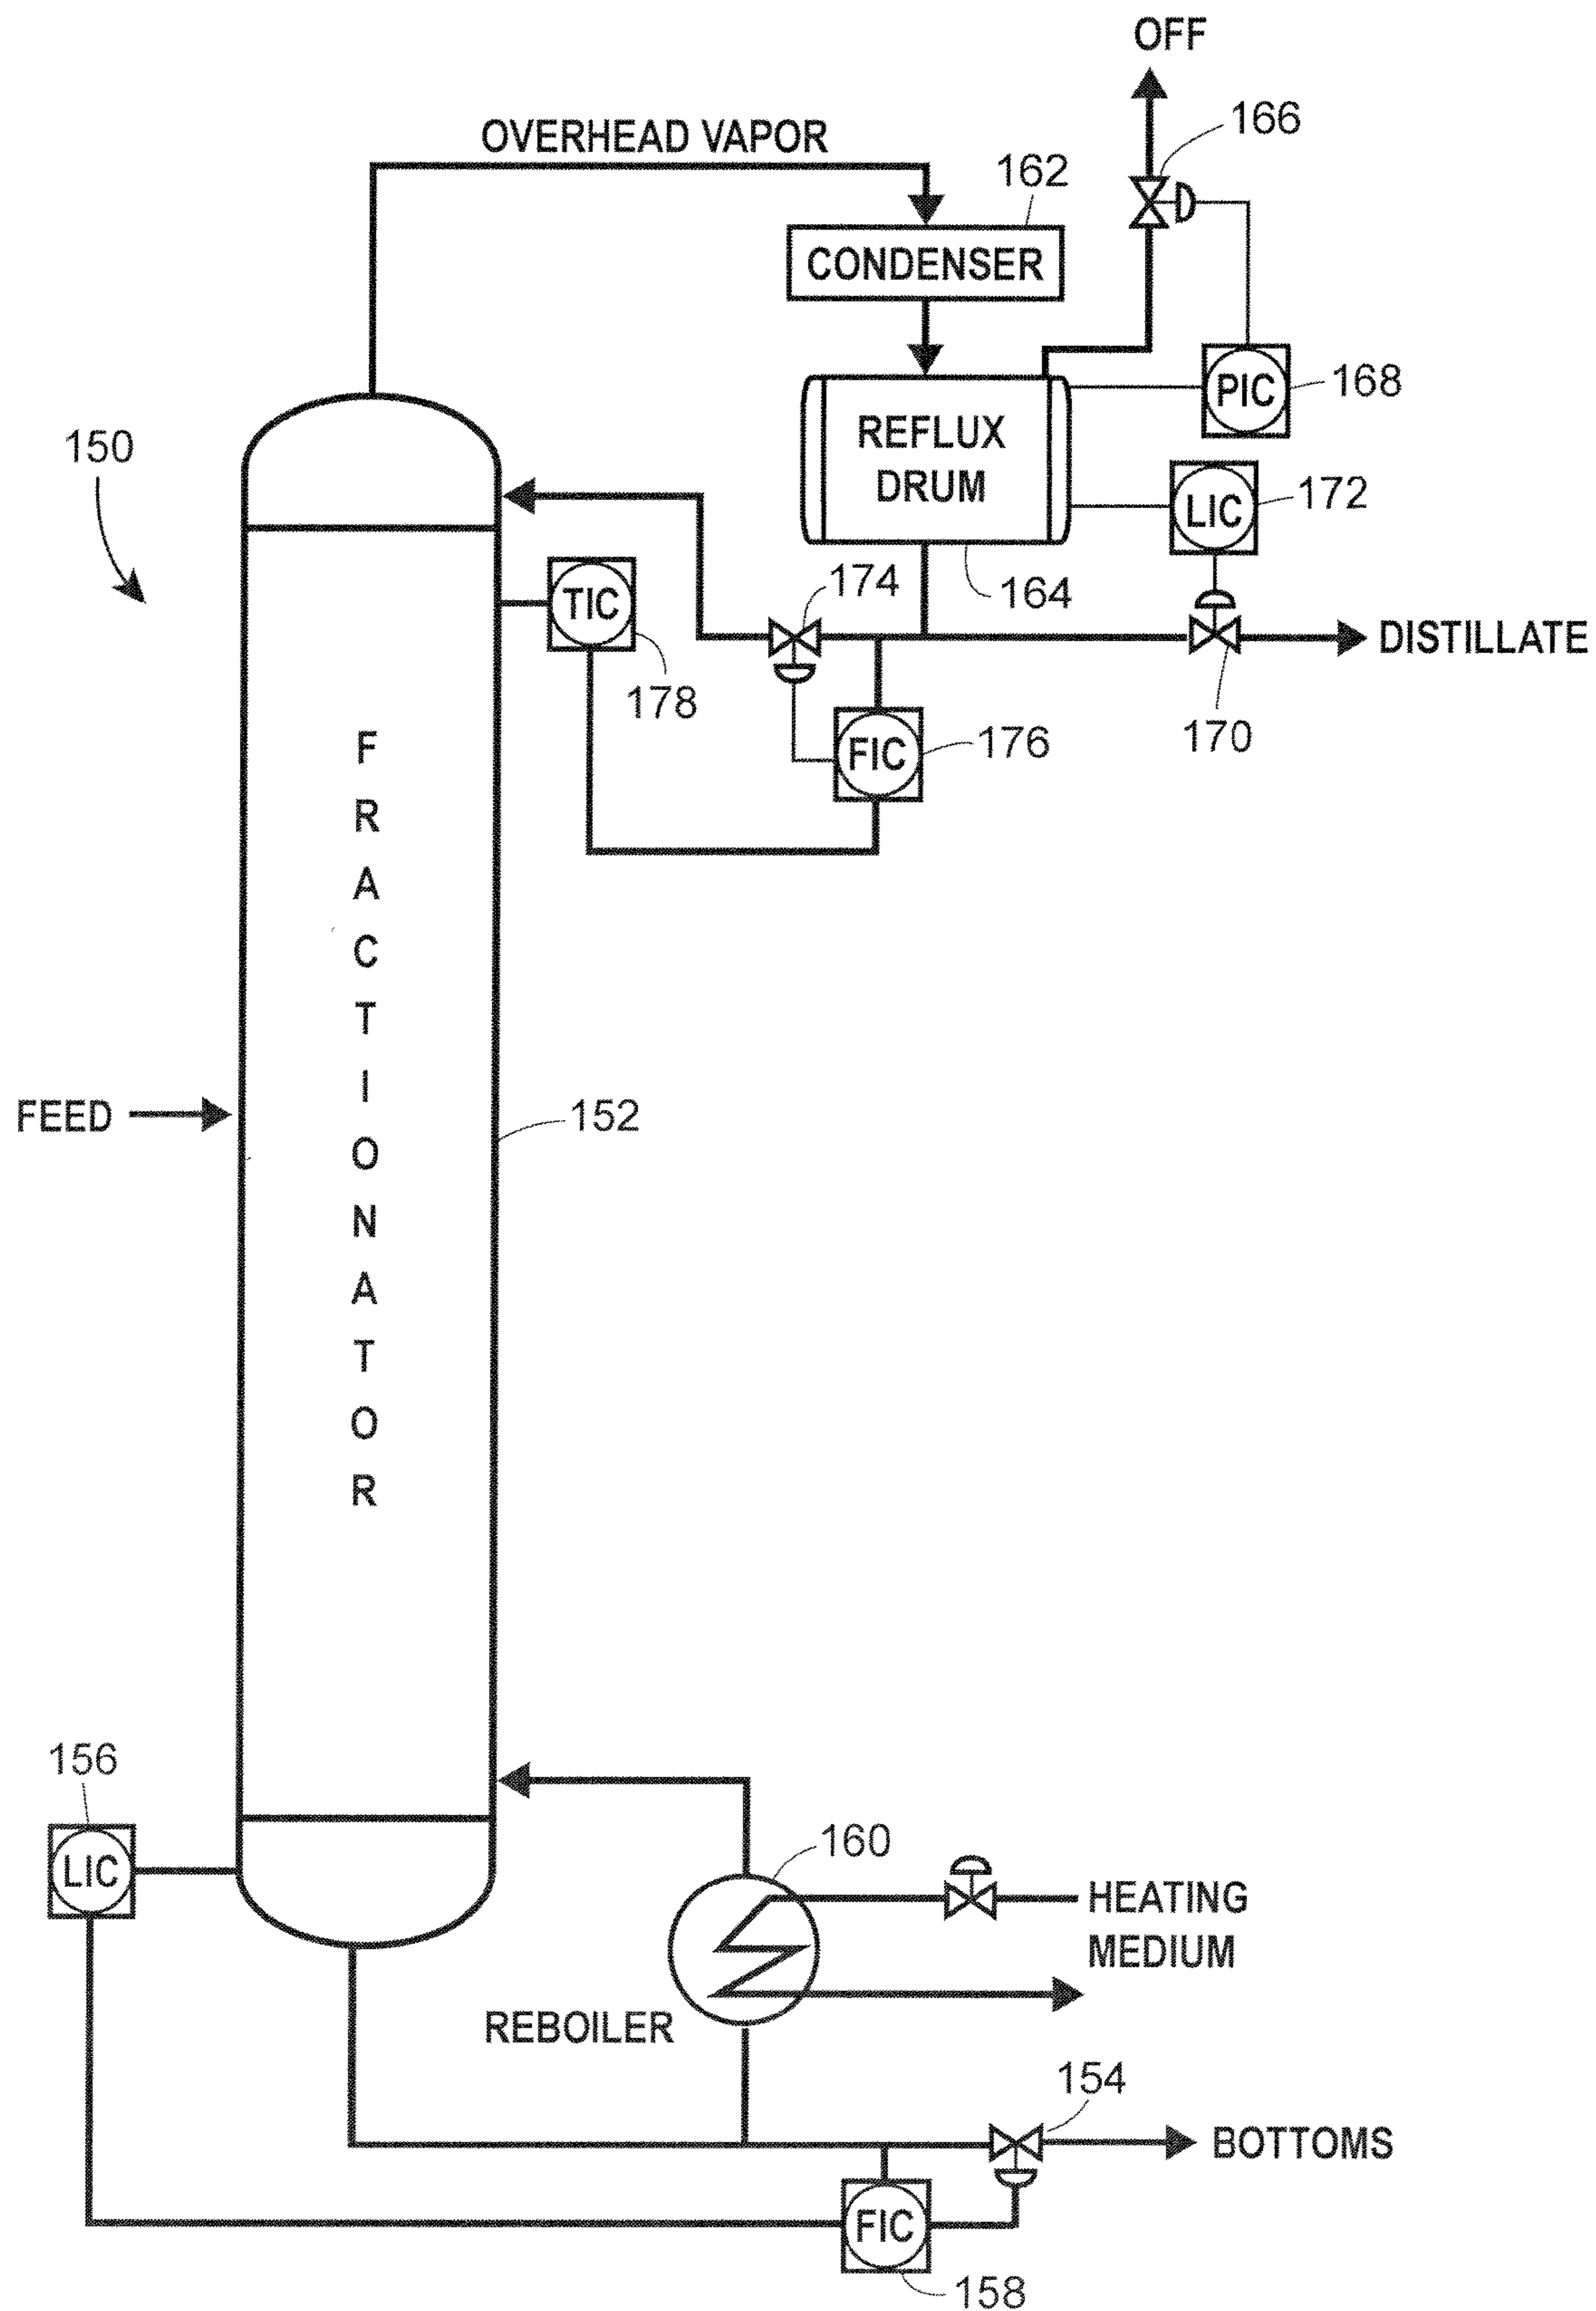 OFF
166
OVERHEAD VAPOR
162
CONDENSER
PIC
168
150
REFLUX
DRUM
LIC
172
TIC
174
164
DISTILLATE
178
170
FIC
176
FRACTIONATOR
FEED
152
156
LIC
160
HEATING
MEDIUM
REBOILER
154
BOTTOMS
FIC
158